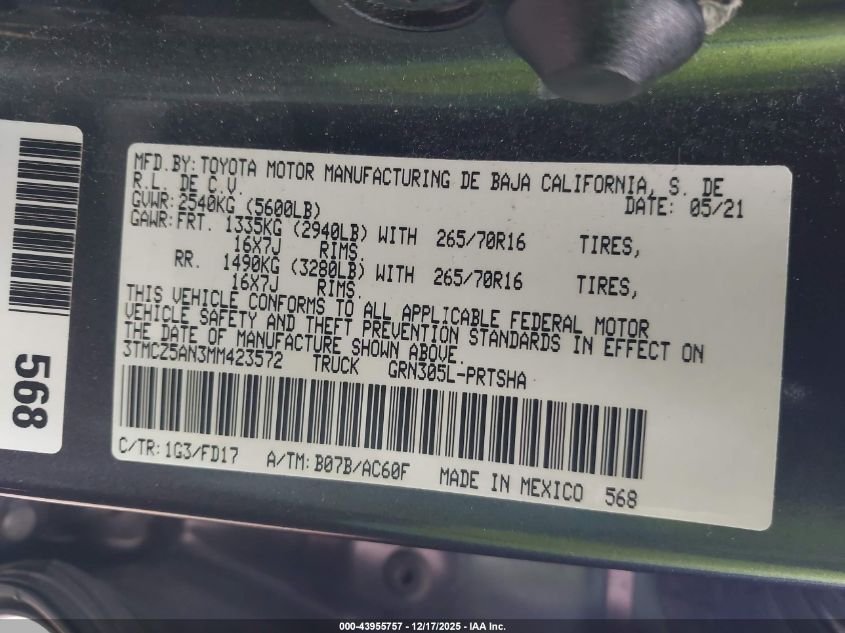 568
MFD.BY: TOYOTA MOTOR MANUFACTURING DE BAJA CALIFORNIA, S. DE
R.L. DE C.V. DATE: 05/21
GVWR: 2540KG (5600LB)
GAWR: FRT. 1335KG (2940LB) WITH 265/70R16 TIRES,
16X7J RIMS.
RR. 1490KG (3280LB) WITH 265/70R16 TIRES,
16X7J RIMS.
THIS VEHICLE CONFORMS TO ALL APPLICABLE FEDERAL MOTOR
VEHICLE SAFETY AND THEFT PREVENTION STANDARDS IN EFFECT ON
THE DATE OF MANUFACTURE SHOWN ABOVE.
3TMCZ5AN3MM423572 TRUCK GRN305L-PRTSHA
C/TR: 1G3/FD17 A/TM: B07B/AC60F MADE IN MEXICO 568
000-43955757 - 12/17/2025 - IAA Inc.